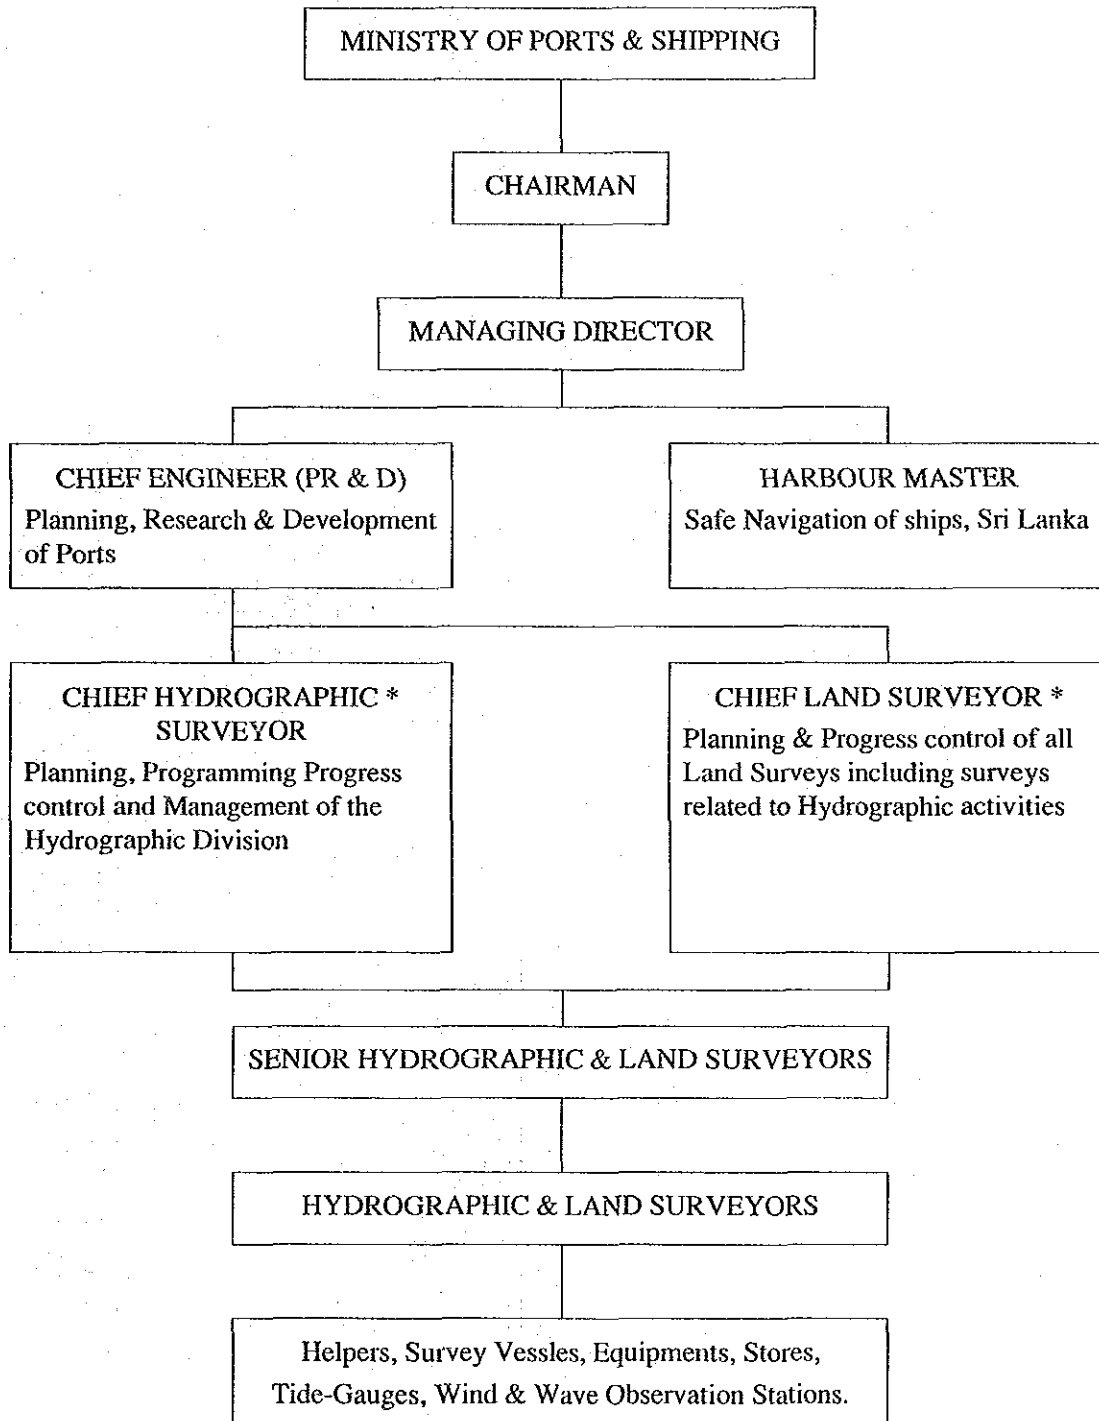 MINISTRY OF PORTS & SHIPPING
CHAIRMAN
MANAGING DIRECTOR
CHIEF ENGINEER (PR & D)
Planning, Research & Development
of Ports
HARBOUR MASTER
Safe Navigation of ships, Sri Lanka
CHIEF HYDROGRAPHIC *
SURVEYOR
Planning, Programming Progress
control and Management of the
Hydrographic Division
CHIEF LAND SURVEYOR *
Planning & Progress control of all
Land Surveys including surveys
related to Hydrographic activities
SENIOR HYDROGRAPHIC & LAND SURVEYORS
HYDROGRAPHIC & LAND SURVEYORS
Helpers, Survey Vessles, Equipments, Stores,
Tide-Gauges, Wind & Wave Observation Stations.